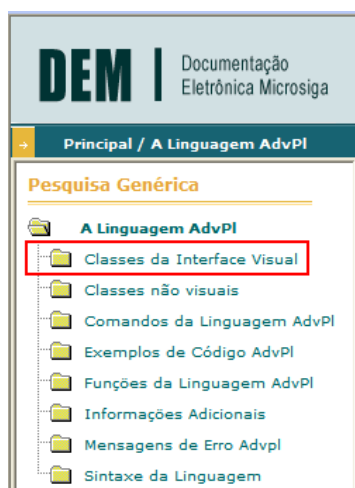 DEM
Documentação
Eletrônica Microsiga
Principal / A Linguagem AdvPl
Pesquisa Genérica
A Linguagem AdvPl
Classes da Interface Visual
Classes não visuais
Comandos da Linguagem AdvPl
Exemplos de Código AdvPl
Funções da Linguagem AdvPl
Informações Adicionais
Mensagens de Erro Advpl
Sintaxe da Linguagem